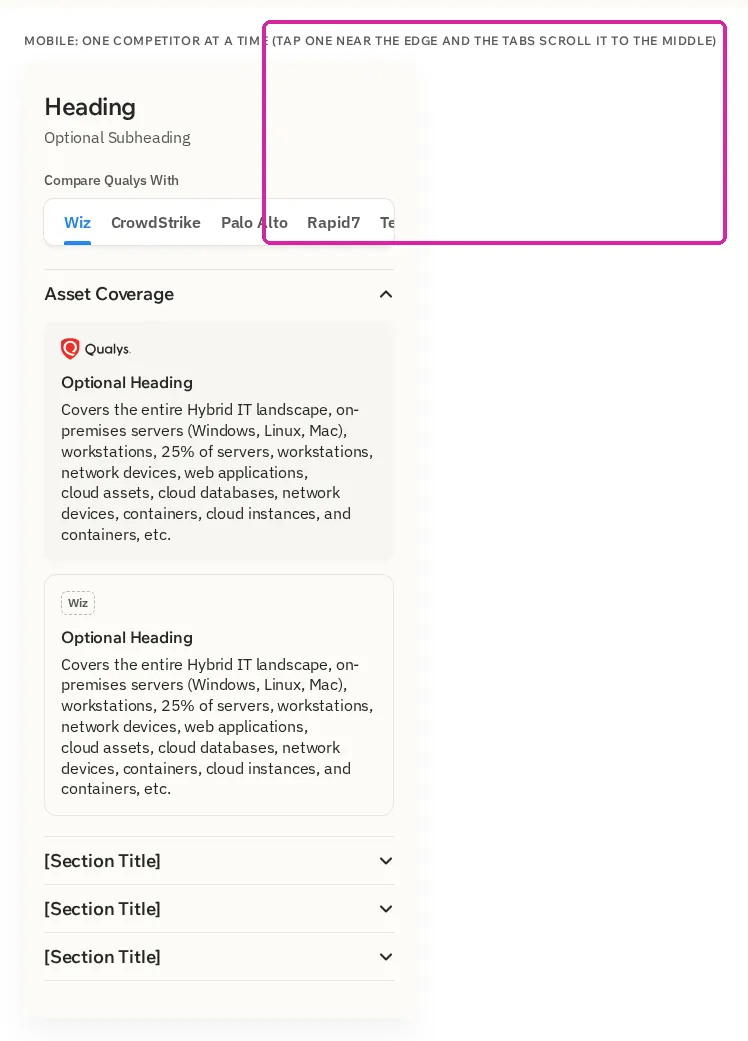 MOBILE: ONE COMPETITOR AT A TIME (TAP ONE NEAR THE EDGE AND THE TABS SCROLL IT TO THE MIDDLE)
Heading
Optional Subheading
Compare Qualys With
Wiz CrowdStrike Palo Alto Rapid7 Te
Asset Coverage
Qualys.
Optional Heading
Covers the entire Hybrid IT landscape, on-
premises servers (Windows, Linux, Mac),
workstations, 25% of servers, workstations,
network devices, web applications,
cloud assets, cloud databases, network
devices, containers, cloud instances, and
containers, etc.
Wiz
Optional Heading
Covers the entire Hybrid IT landscape, on-
premises servers (Windows, Linux, Mac),
workstations, 25% of servers, workstations,
network devices, web applications,
cloud assets, cloud databases, network
devices, containers, cloud instances, and
containers, etc.
[Section Title]
[Section Title]
[Section Title]